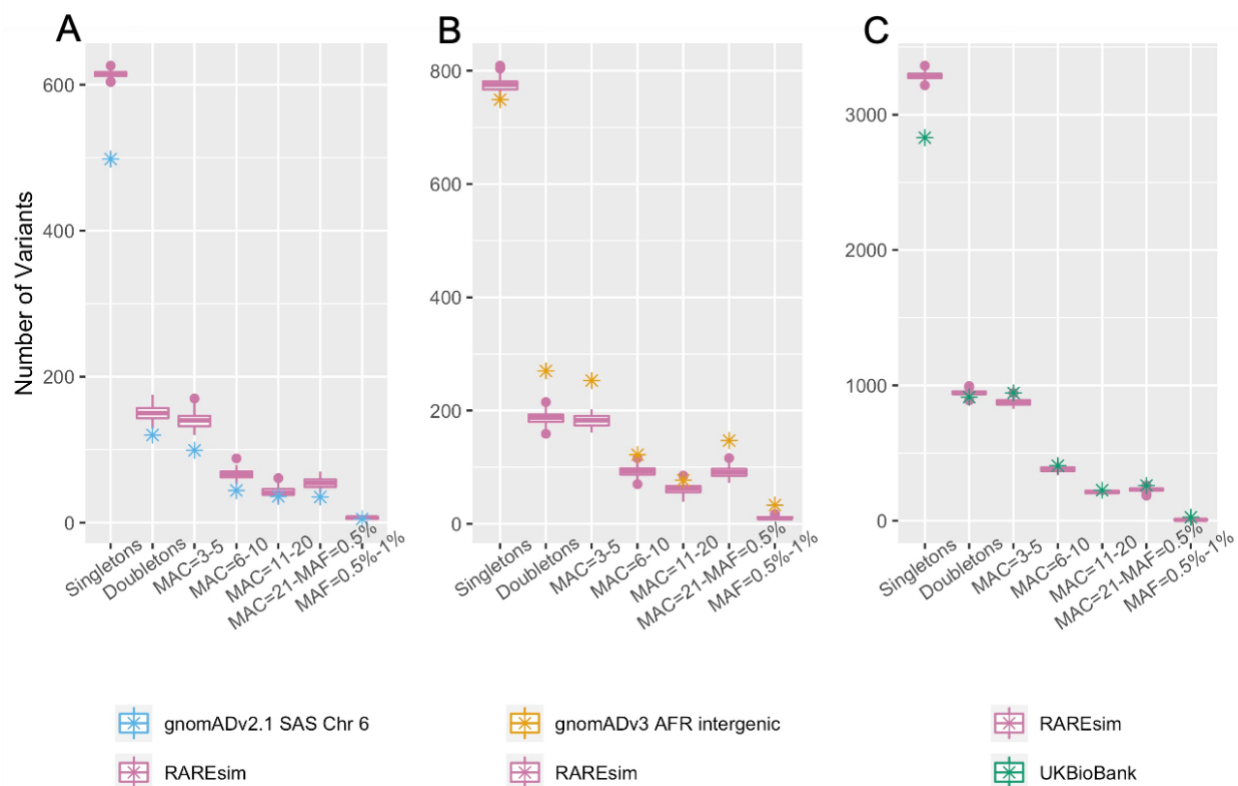 A B C
Number of Variants
600
400
200
0
Singletons
Doubletons
MAC=3-5
MAC=6-10
MAC=11-20
MAC=21-MAF=0.5%
MAF=0.5%-1%
800
600
400
200
0
Singletons
Doubletons
MAC=3-5
MAC=6-10
MAC=11-20
MAC=21-MAF=0.5%
MAF=0.5%-1%
3000
2000
1000
0
Singletons
Doubletons
MAC=3-5
MAC=6-10
MAC=11-20
MAC=21-MAF=0.5%
MAF=0.5%-1%
gnomADv2.1 SAS Chr 6
RAREsim
gnomADv3 AFR intergenic
RAREsim
RAREsim
UKBioBank